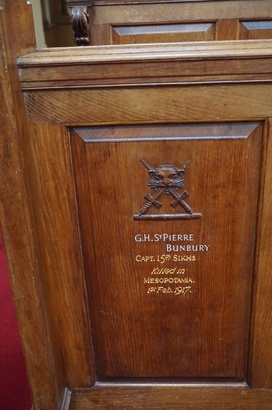 G.H. St PIERRE
BUNBURY
CAPT. 15th SIKHS
Killed in
MESOPOTAMIA.
1st Feb. 1917.